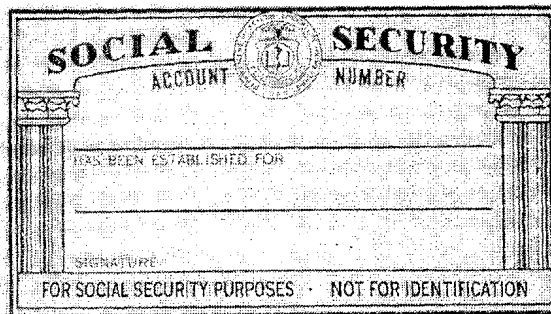 SOCIAL SECURITY
ACCOUNT NUMBER
HAS BEEN ESTABLISHED FOR
SIGNATURE
FOR SOCIAL SECURITY PURPOSES · NOT FOR IDENTIFICATION